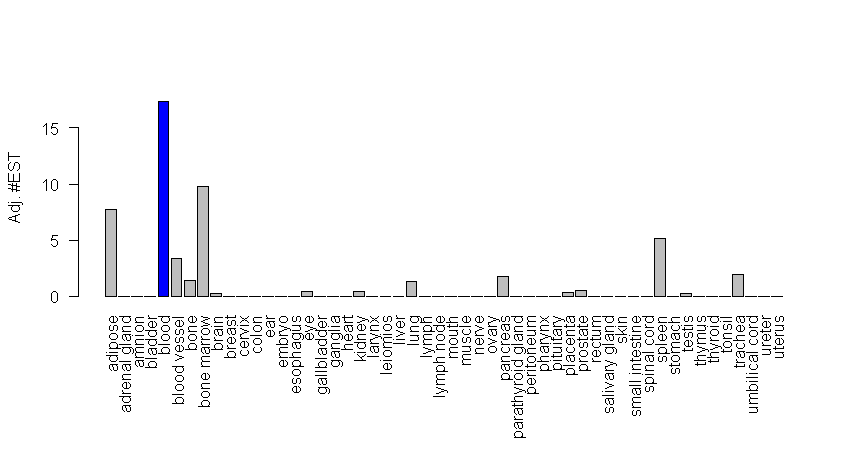 Adj. #EST
15
10
5
0
adipose
adrenal gland
amnion
bladder
blood
blood vessel
bone
bone marrow
brain
breast
cervix
colon
ear
embryo
esophagus
eye
gallbladder
ganglia
heart
kidney
larynx
leiomios
liver
lung
lymph
lymph node
mouth
muscle
nerve
ovary
pancreas
parathyroid gland
peritoneum
pharynx
pituitary
placenta
prostate
rectum
salivary gland
skin
small intestine
spinal cord
spleen
stomach
testis
thymus
thyroid
tonsil
trachea
umbilical cord
ureter
uterus